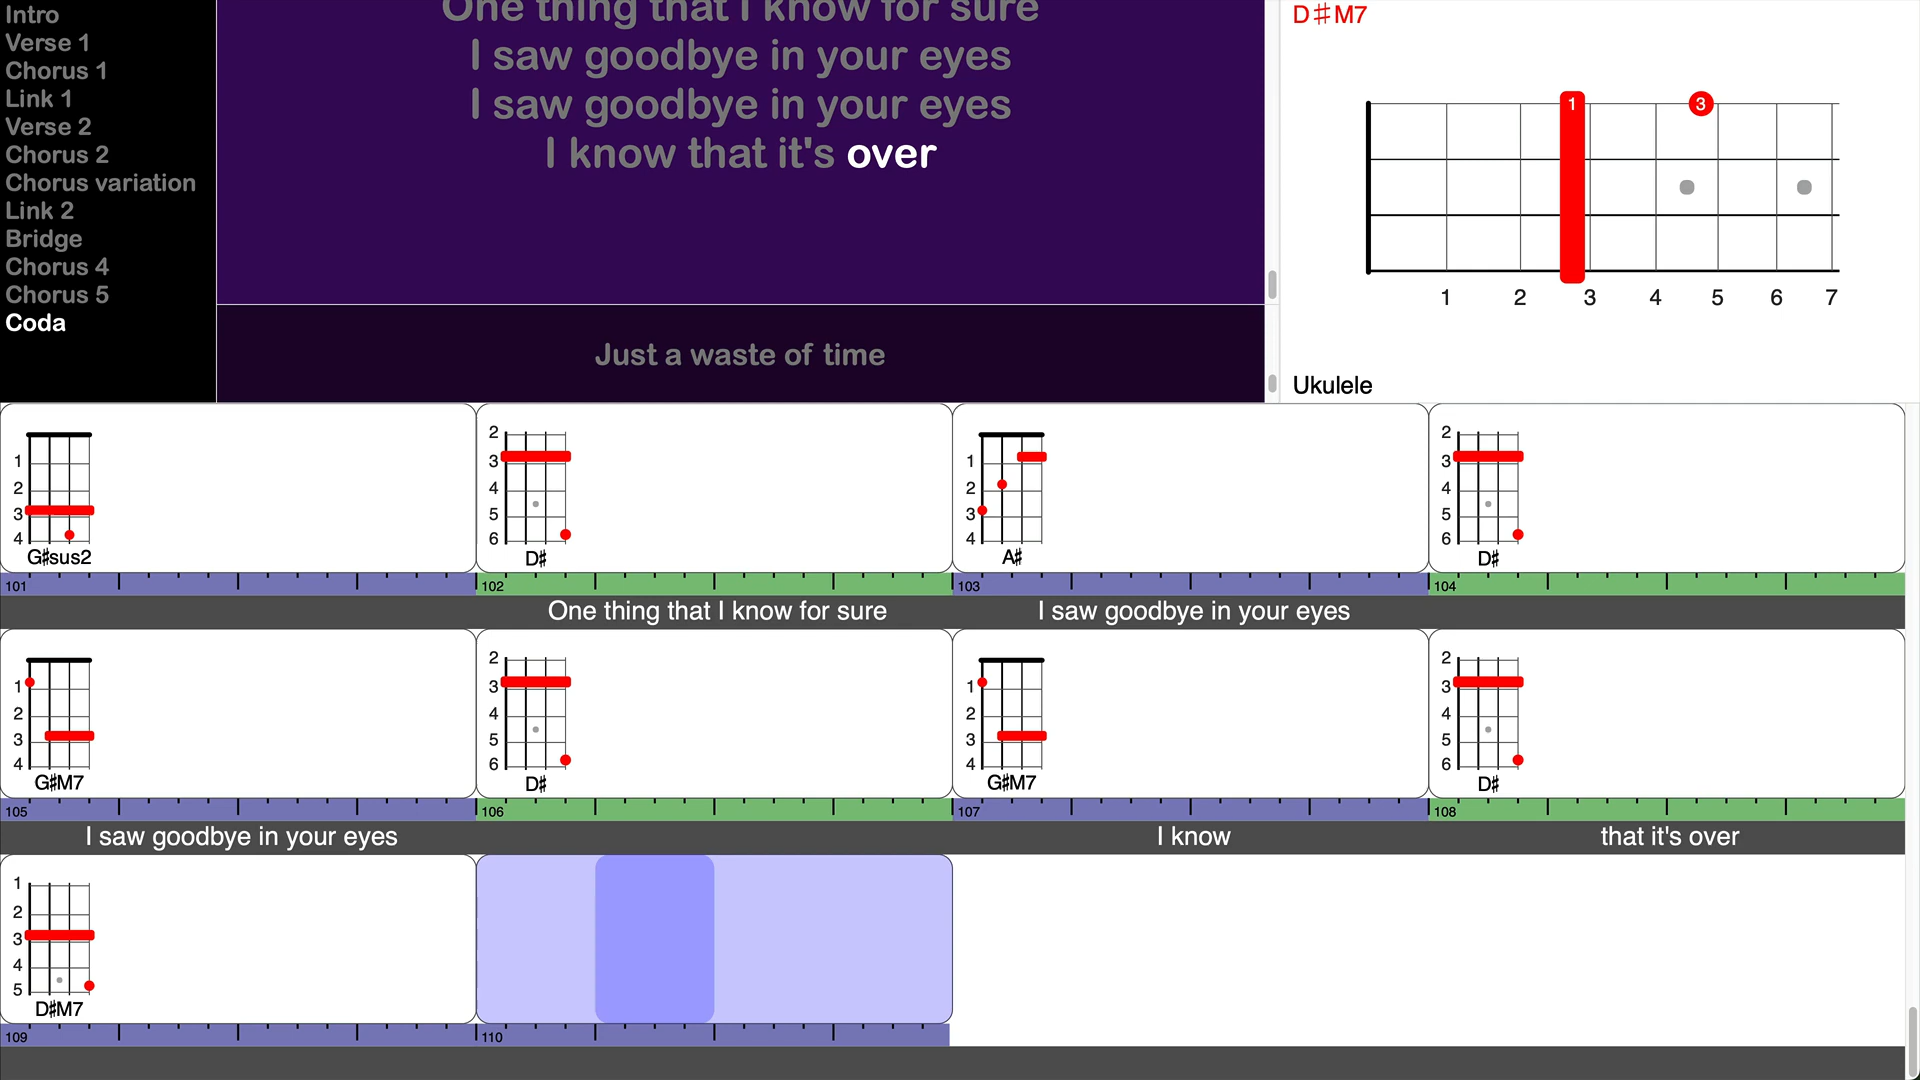 Intro
Verse 1
Chorus 1
Link 1
Verse 2
Chorus 2
Chorus variation
Link 2
Bridge
Chorus 4
Chorus 5
Coda
One thing that I know for sure
I saw goodbye in your eyes
I saw goodbye in your eyes
I know that it's over
Just a waste of time
D♯M7
1 3
1 2 3 4 5 6 7
Ukulele
1 2 3 4
G♯sus2
2 3 4 5 6
D♯
1 2 3 4
A♯
2 3 4 5 6
D♯
101 102 103 104
One thing that I know for sure I saw goodbye in your eyes
1 2 3 4
G♯M7
2 3 4 5 6
D♯
1 2 3 4
G♯M7
2 3 4 5 6
D♯
105 106 107 108
I saw goodbye in your eyes I know that it's over
1 2 3 4 5
D♯M7
109 110